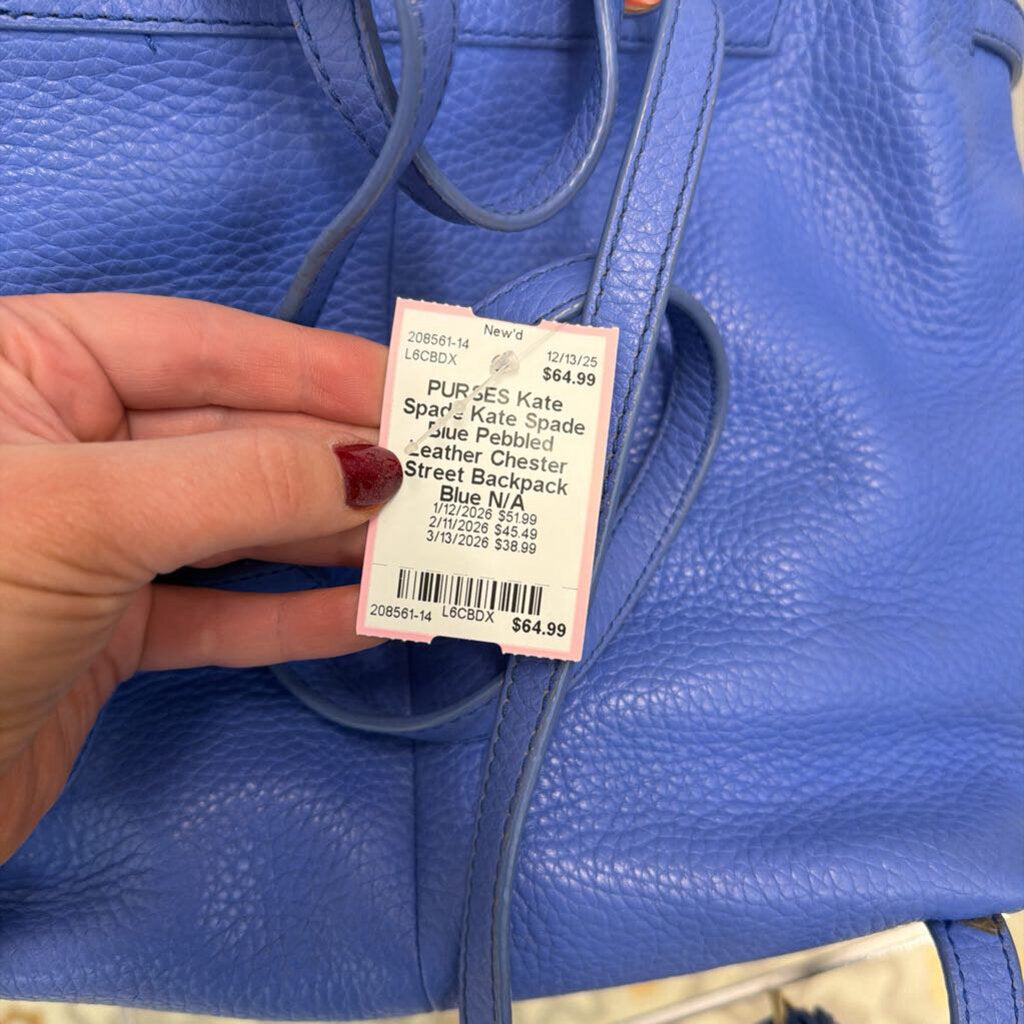 New'd
208561-14 12/13/25
L6CBDX $64.99
PURSES Kate
Spade Kate Spade
Blue Pebbled
Leather Chester
Street Backpack
Blue N/A
1/12/2026 $51.99
2/11/2026 $45.49
3/13/2026 $38.99
208561-14 L6CBDX $64.99